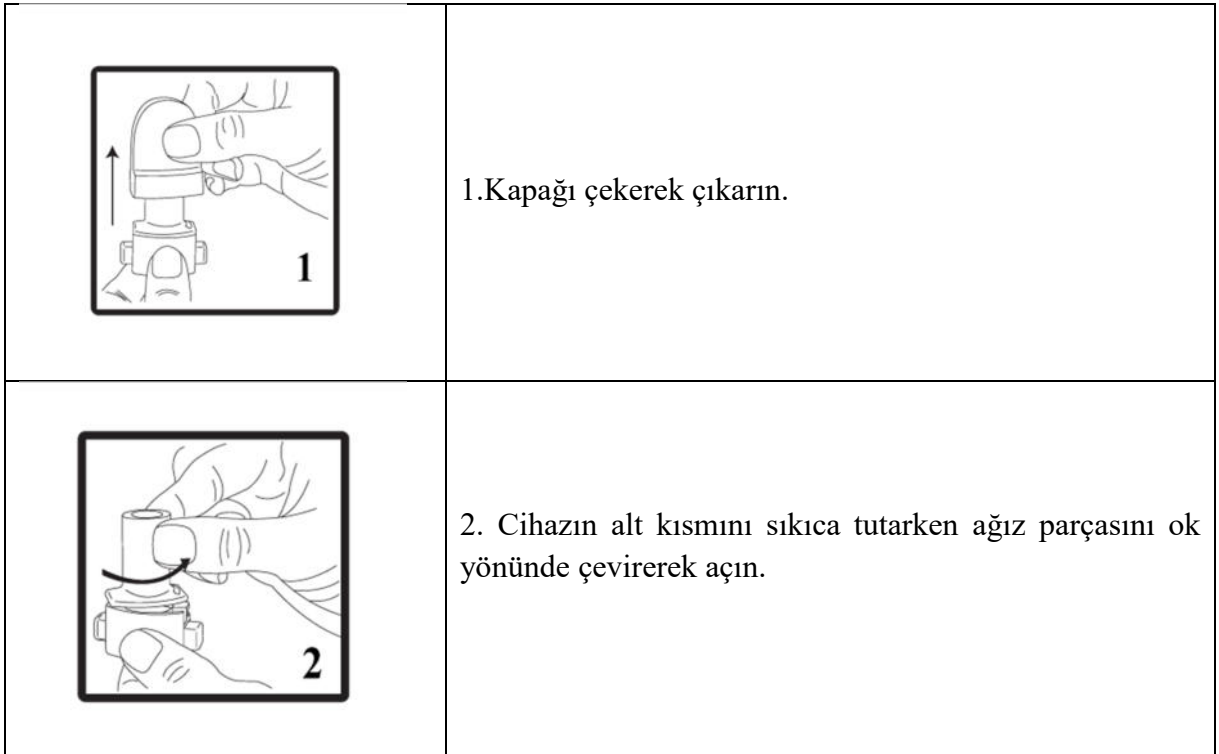 1
1.Kapağı çekerek çıkarın.
2
2. Cihazın alt kısmını sıkıca tutarken ağız parçasını ok
yönünde çevirerek açın.